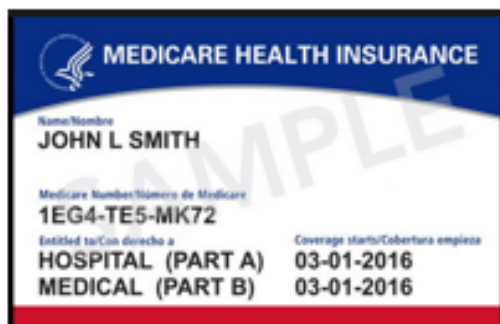 MEDICARE HEALTH INSURANCE
SAMPLE
Name/Nombre
JOHN L SMITH
Medicare Number/Número de Medicare
1EG4-TE5-MK72
Entitled to/Con derecho a Coverage starts/Cobertura empieza
HOSPITAL (PART A) 03-01-2016
MEDICAL (PART B) 03-01-2016